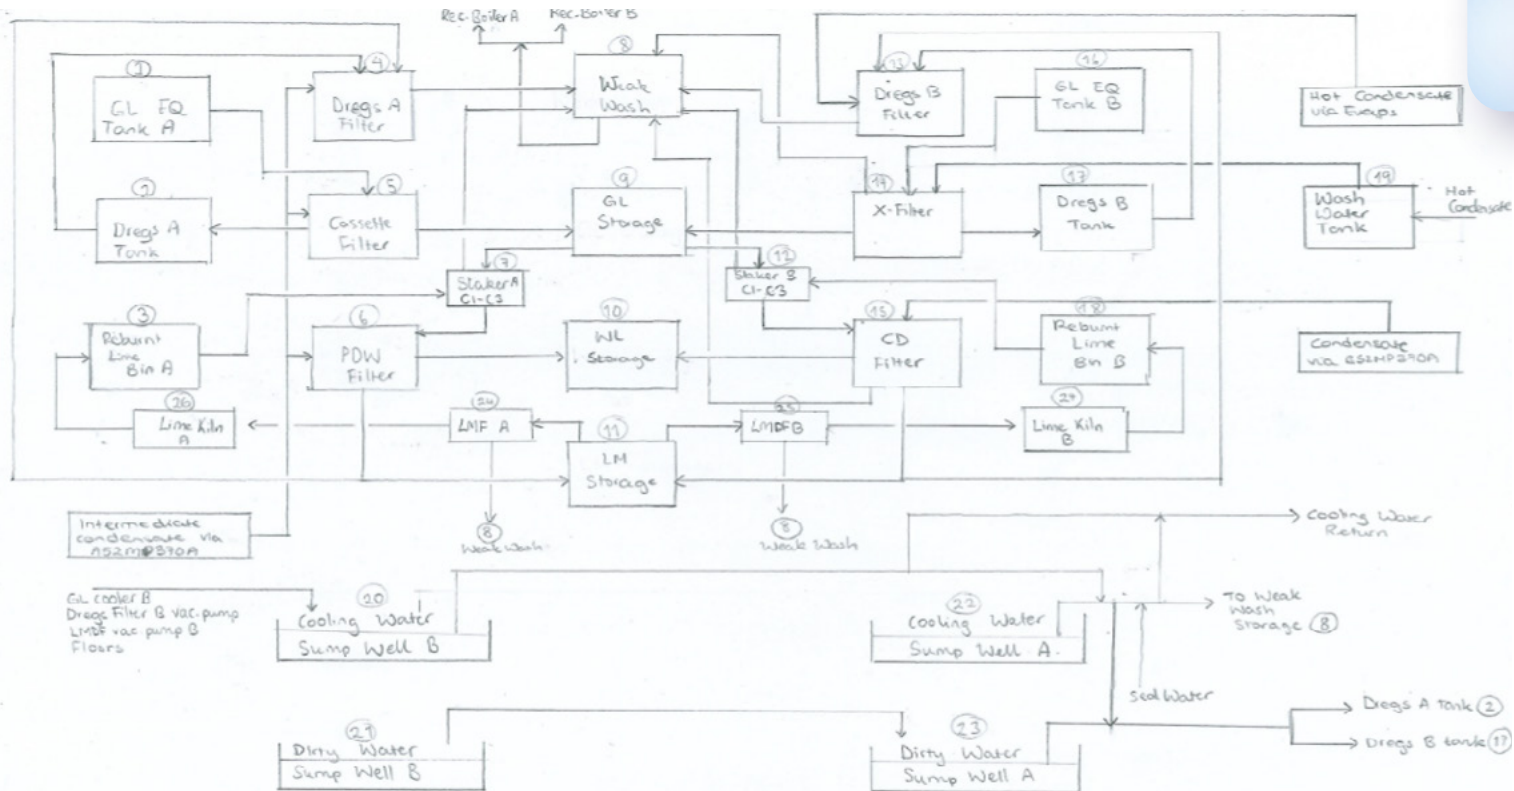 Rec. Boiler A
Rec. Boiler B
1
GL EQ
Tank A
4
Dregs A
Filter
8
Weak
Wash
13
Dregs B
Filter
16
GL EQ
Tank B
Hot Condensate
via Evaps
2
Dregs A
Tank
5
Cassette
Filter
9
GL
Storage
14
X-Filter
17
Dregs B
Tank
19
Wash
Water
Tank
Hot
Condensate
7
Slaker A
C1-C3
12
Slaker B
C1-C3
3
Reburnt
Lime
Bin A
6
PDW
Filter
10
WL
Storage
15
CD
Filter
18
Reburnt
Lime
Bin B
Condensate
via
26
Lime Kiln
A
24
LMF A
11
LM
Storage
25
LMDF B
27
Lime Kiln
B
Intermediate
condensate via
8
Weak Wash
8
Weak Wash
Cooling Water
Return
GL cooler B
Dregs Filter B vac. pump
LMDF vac. pump B
Floors
20
Cooling Water
Sump Well B
22
Cooling Water
Sump Well A.
To Weak
Wash
Storage 8
Seal Water
21
Dirty Water
Sump Well B
23
Dirty Water
Sump Well A
Dregs A Tank 2
Dregs B tank 17